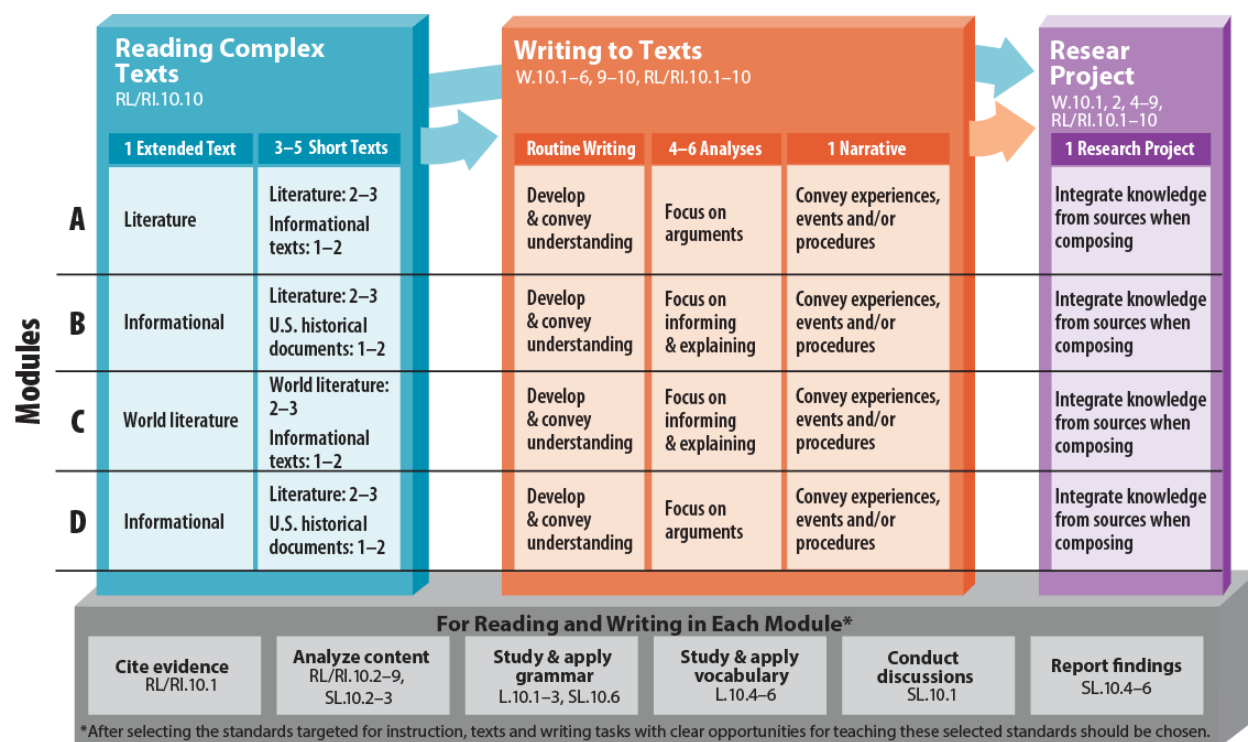 Reading Complex
Texts
RL/RI.10.10
Writing to Texts
W.10.1–6, 9–10, RL/RI.10.1–10
Resear
Project
W.10.1, 2, 4–9,
RL/RI.10.1–10
1 Extended Text
3–5 Short Texts
Routine Writing
4–6 Analyses
1 Narrative
1 Research Project
Modules
A
Literature
Literature: 2–3
Informational
texts: 1–2
Develop
& convey
understanding
Focus on
arguments
Convey experiences,
events and/or
procedures
Integrate knowledge
from sources when
composing
B
Informational
Literature: 2–3
U.S. historical
documents: 1–2
Develop
& convey
understanding
Focus on
informing
& explaining
Convey experiences,
events and/or
procedures
Integrate knowledge
from sources when
composing
C
World literature
World literature:
2–3
Informational
texts: 1–2
Develop
& convey
understanding
Focus on
informing
& explaining
Convey experiences,
events and/or
procedures
Integrate knowledge
from sources when
composing
D
Informational
Literature: 2–3
U.S. historical
documents: 1–2
Develop
& convey
understanding
Focus on
arguments
Convey experiences,
events and/or
procedures
Integrate knowledge
from sources when
composing
For Reading and Writing in Each Module*
Cite evidence
RL/RI.10.1
Analyze content
RL/RI.10.2–9,
SL.10.2–3
Study & apply
grammar
L.10.1–3, SL.10.6
Study & apply
vocabulary
L.10.4–6
Conduct
discussions
SL.10.1
Report findings
SL.10.4–6
*After selecting the standards targeted for instruction, texts and writing tasks with clear opportunities for teaching these selected standards should be chosen.